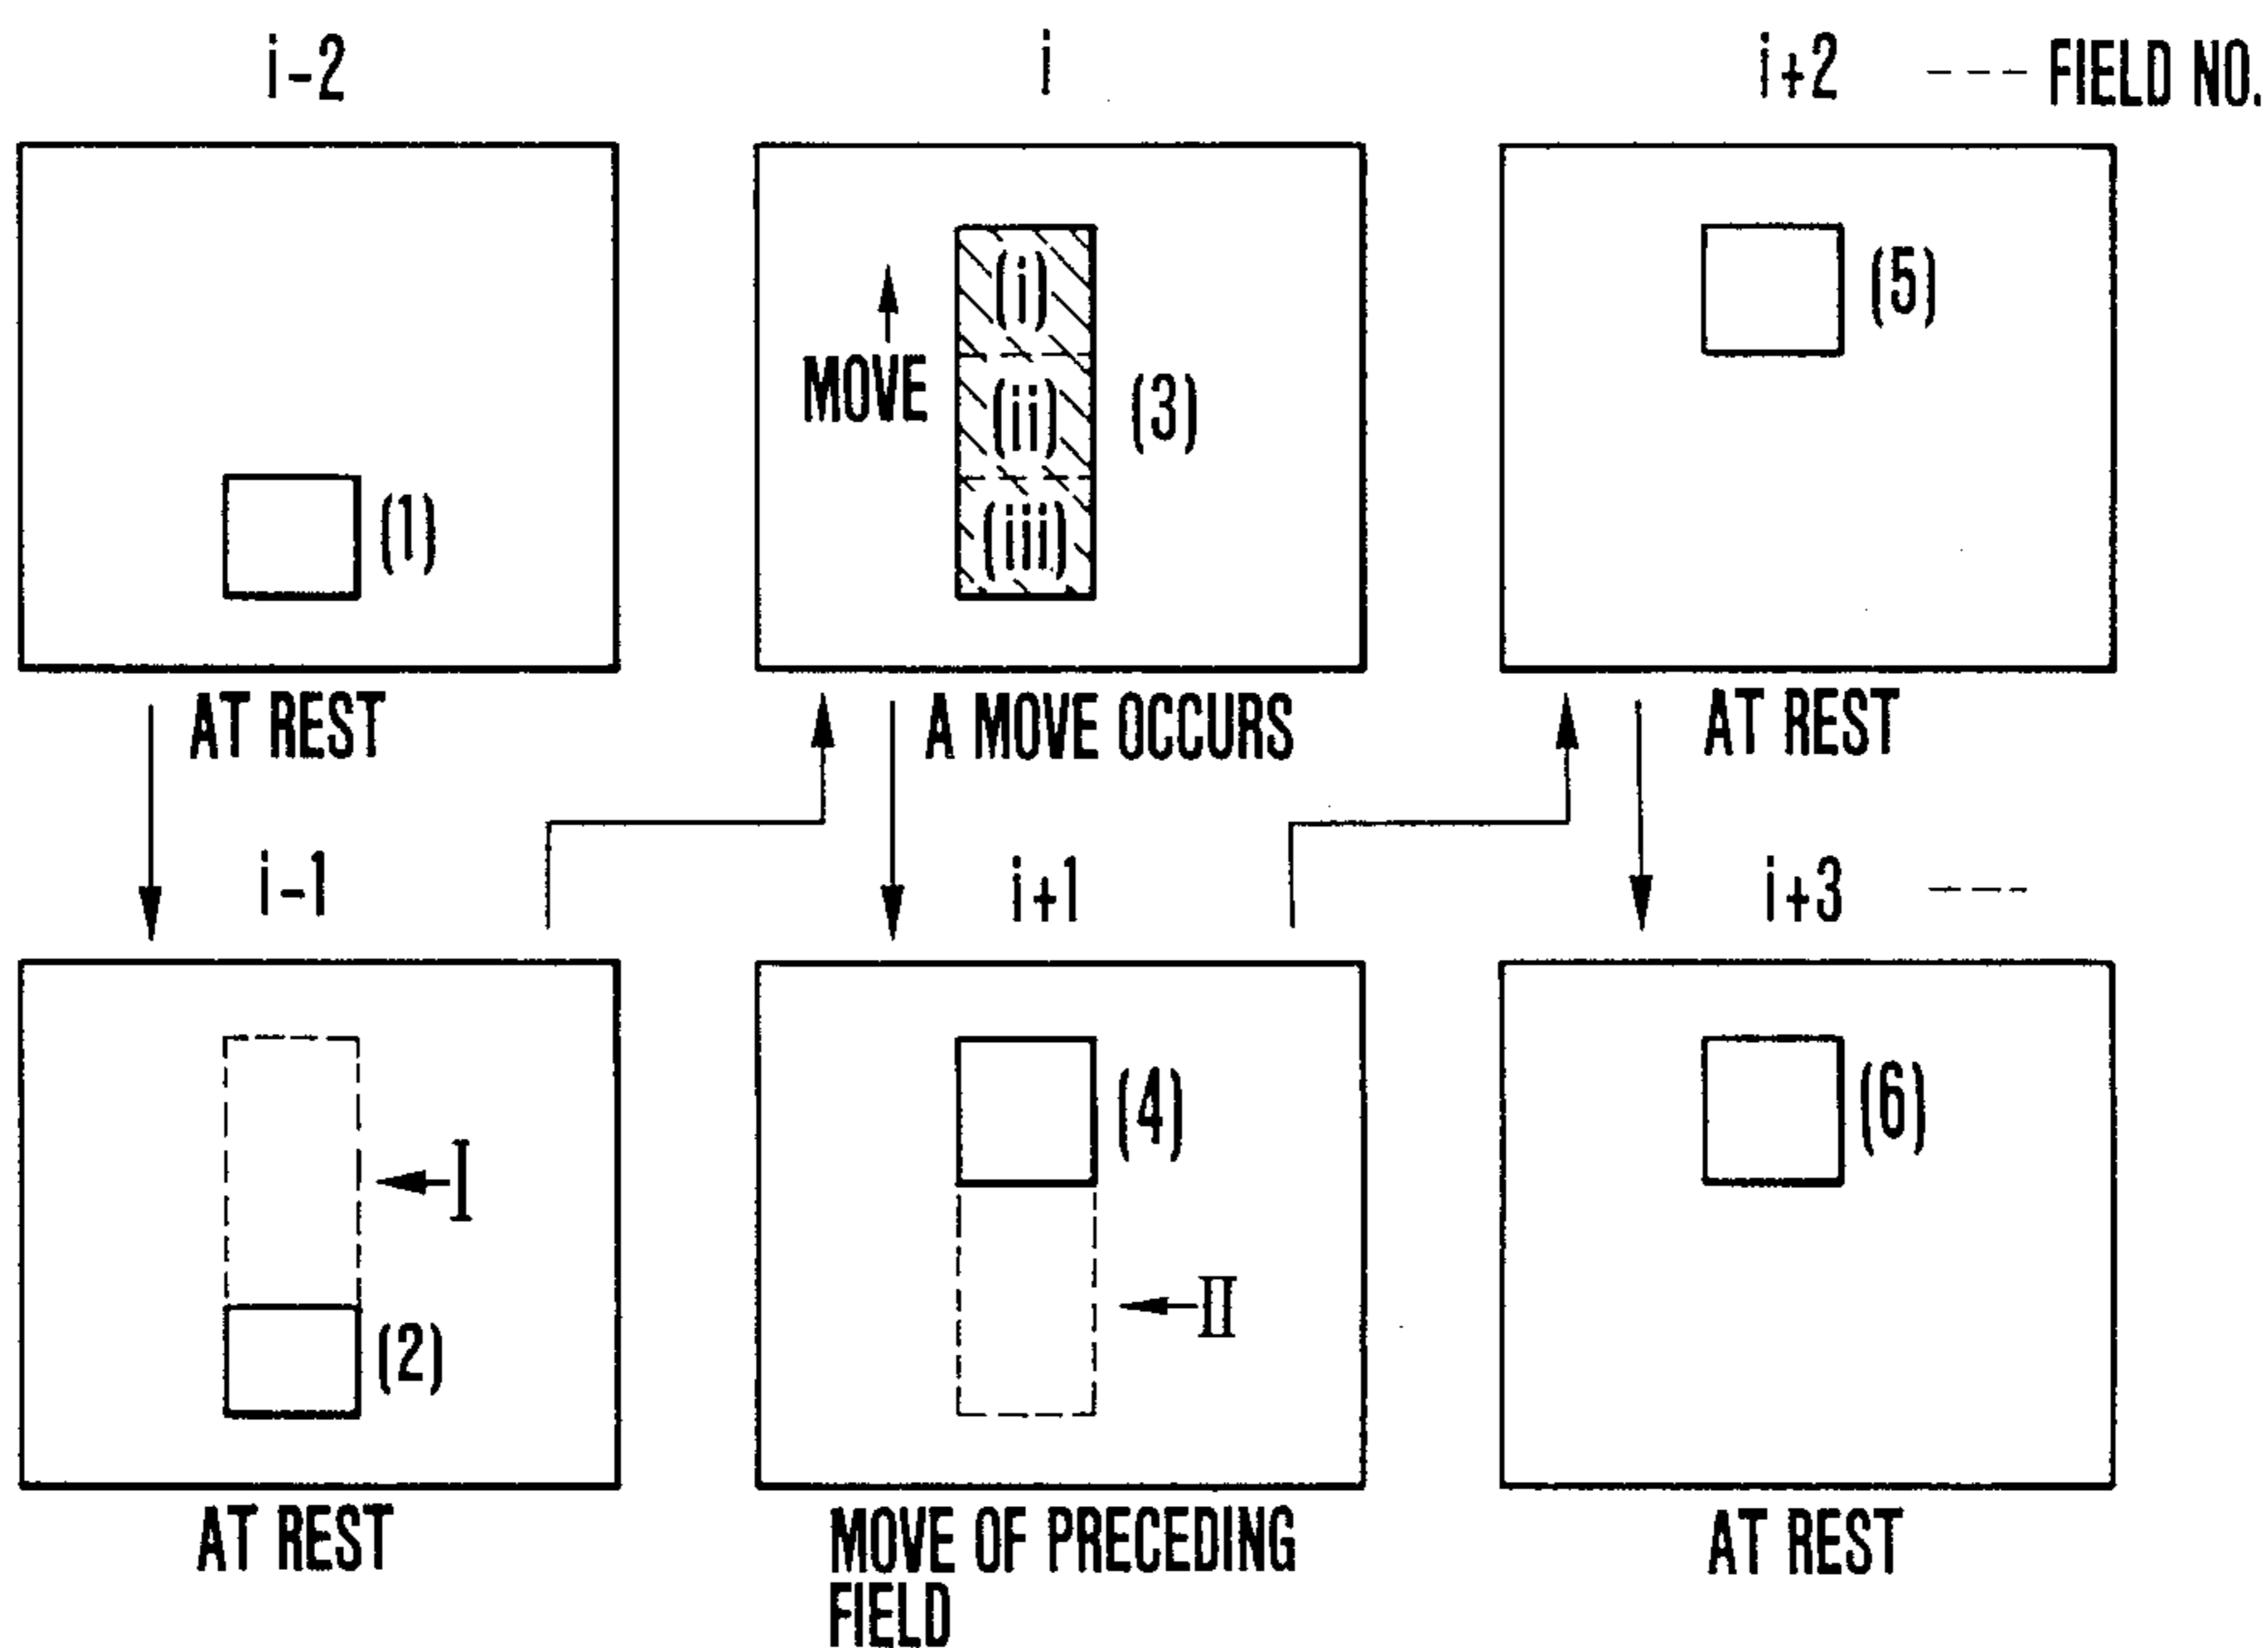 i-2 i i+2 --- FIELD NO.
(i)
(5)
MOVE (ii) (3)
(1) (iii)
AT REST A MOVE OCCURS AT REST
i-1 i+1 i+3 ---
(4) (6)
I
II
(2)
AT REST MOVE OF PRECEDING AT REST
FIELD